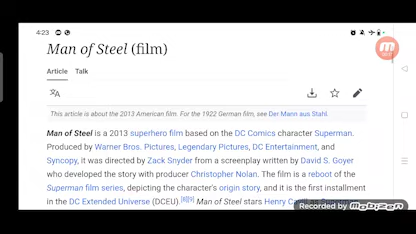 4:23
Man of Steel (film)
Article Talk
This article is about the 2013 American film. For the 1922 German film, see Der Mann aus Stahl.
Man of Steel is a 2013 superhero film based on the DC Comics character Superman.
Produced by Warner Bros. Pictures, Legendary Pictures, DC Entertainment, and
Syncopy, it was directed by Zack Snyder from a screenplay written by David S. Goyer
who developed the story with producer Christopher Nolan. The film is a reboot of the
Superman film series, depicting the character's origin story, and it is the first installment
in the DC Extended Universe (DCEU).[8][9] Man of Steel stars Henry
Recorded by MOBIZEN